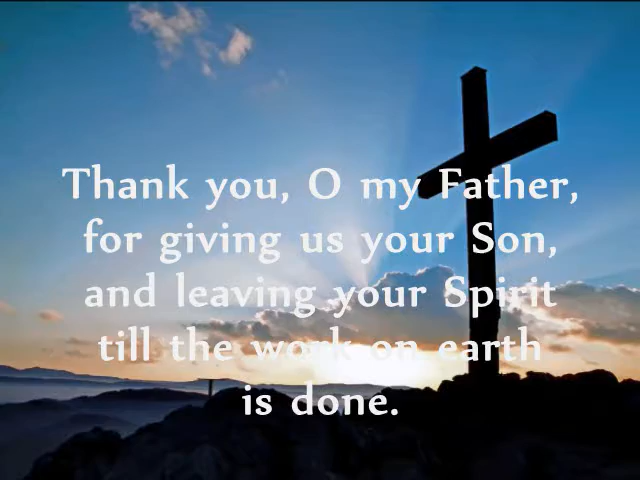 Thank you, O my Father,
for giving us your Son,
and leaving your Spirit
till the work on earth
is done.